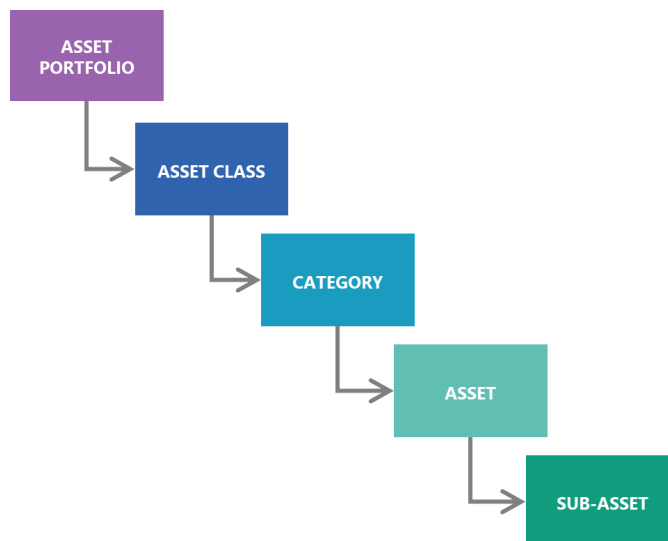 ASSET
PORTFOLIO
ASSET CLASS
CATEGORY
ASSET
SUB-ASSET